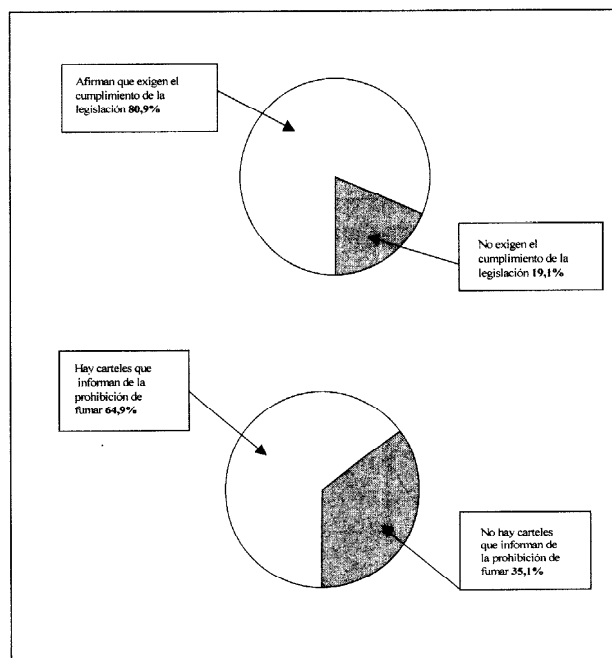 Afirman que exigen el
cumplimiento de la
legislación 80,9%
No exigen el
cumplimiento de la
legislación 19,1%
Hay carteles que
informan de la
prohibición de
fumar 64,9%
No hay carteles
que informan de
la prohibición de
fumar 35,1%